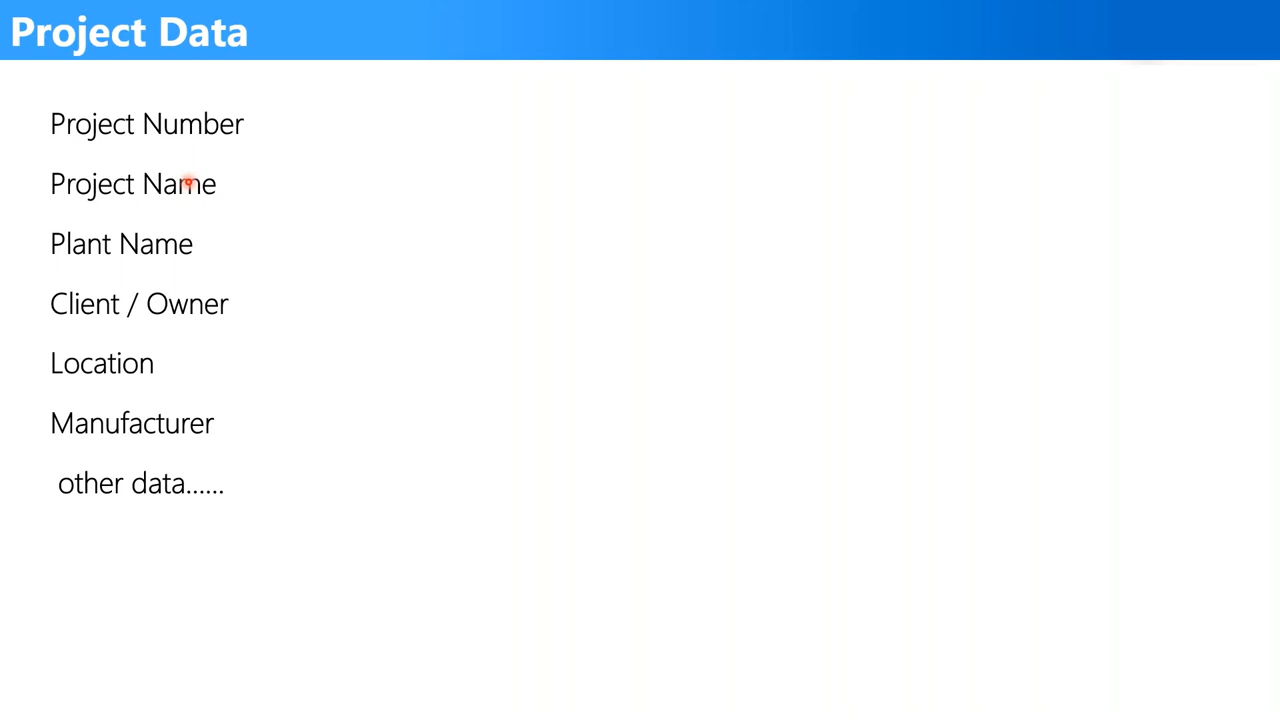 Project Data
Project Number
Project Name
Plant Name
Client / Owner
Location
Manufacturer
other data......